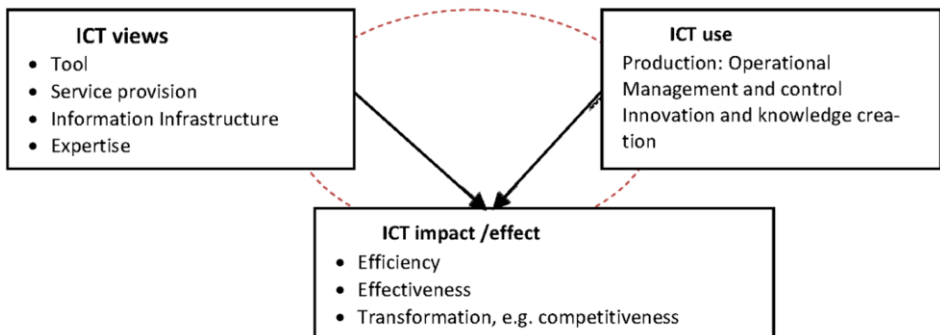 ICT views
• Tool
• Service provision
• Information Infrastructure
• Expertise
ICT use
Production: Operational
Management and control
Innovation and knowledge crea-
tion
ICT impact /effect
• Efficiency
• Effectiveness
• Transformation, e.g. competitiveness